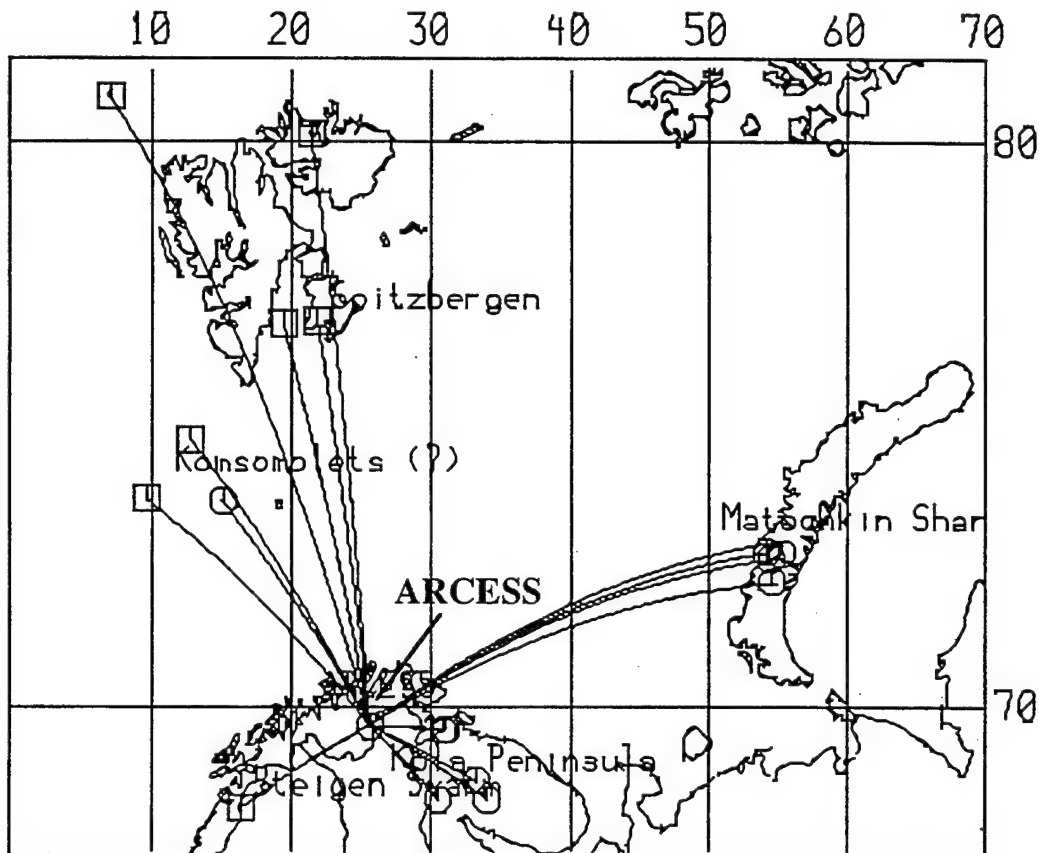 10 20 30 40 50 60 70
80
Spitzbergen
Komsomolets (?)
Matochkin Shar
ARCESS
70
Kola Peninsula
Steigen Swarm